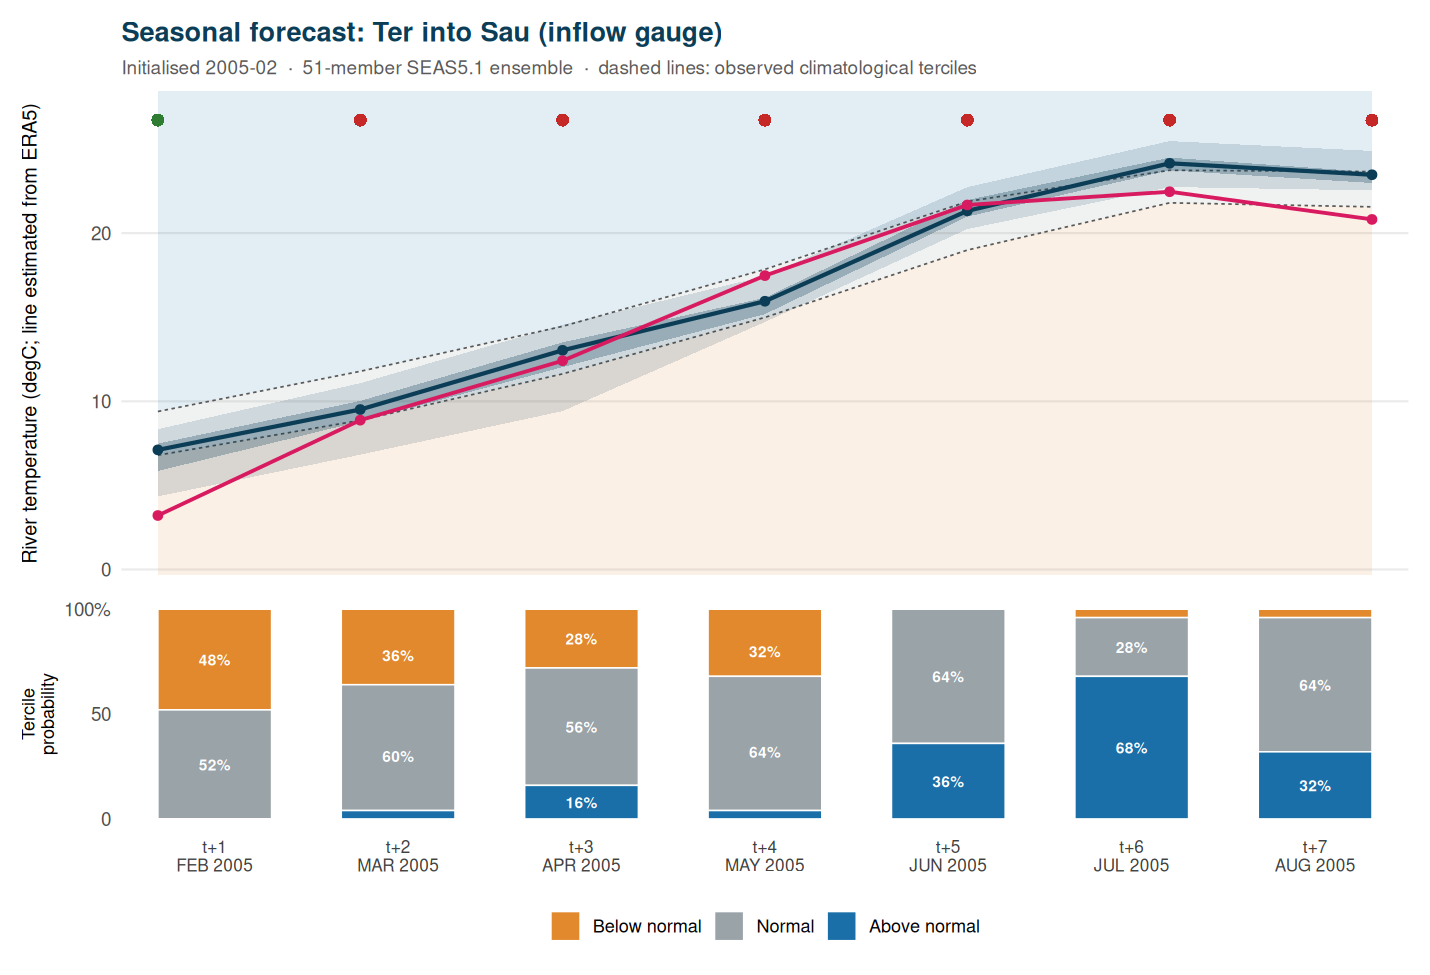 Seasonal forecast: Ter into Sau (inflow gauge)
Initialised 2005-02 · 51-member SEAS5.1 ensemble · dashed lines: observed climatological terciles
River temperature (degC; line estimated from ERA5)
20
10
0
Tercile
probability
100%
50
0
48%
36%
28%
32%
64%
28%
64%
52%
60%
56%
64%
36%
68%
32%
16%
t+1
FEB 2005
t+2
MAR 2005
t+3
APR 2005
t+4
MAY 2005
t+5
JUN 2005
t+6
JUL 2005
t+7
AUG 2005
Below normal
Normal
Above normal